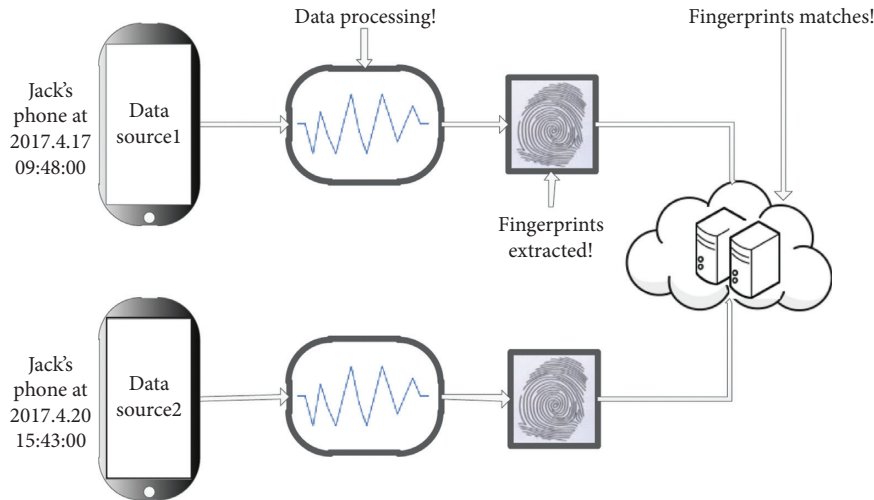 Data processing!
Fingerprints matches!
Jack's
phone at
2017.4.17
09:48:00
Data
source1
Fingerprints
extracted!
Jack's
phone at
2017.4.20
15:43:00
Data
source2